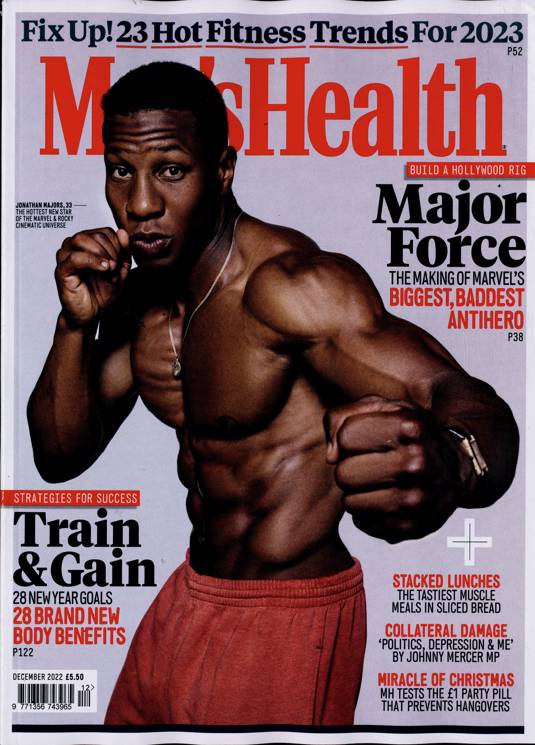 Fix Up! 23 Hot Fitness Trends For 2023
P52
Men'sHealth
BUILD A HOLLYWOOD RIG
JONATHAN MAJORS, 33
THE HOTTEST NEW STAR
OF THE MARVEL & ROCKY
CINEMATIC UNIVERSE
Major
Force
THE MAKING OF MARVEL'S
BIGGEST, BADDEST
ANTIHERO
P38
STRATEGIES FOR SUCCESS
Train
&Gain
28 NEW YEAR GOALS
28 BRAND NEW
BODY BENEFITS
P122
STACKED LUNCHES
THE TASTIEST MUSCLE
MEALS IN SLICED BREAD
COLLATERAL DAMAGE
'POLITICS, DEPRESSION & ME'
BY JOHNNY MERCER MP
MIRACLE OF CHRISTMAS
MH TESTS THE £1 PARTY PILL
THAT PREVENTS HANGOVERS
DECEMBER 2022 £5.50
12>
9 771356 743965